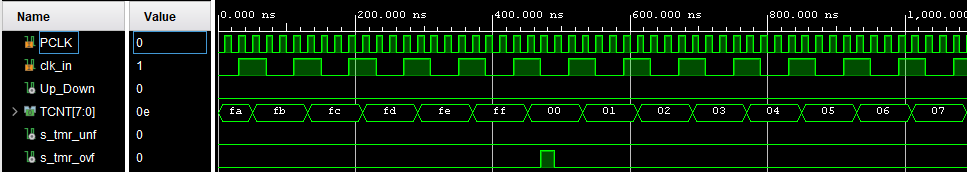 Name Value 0.000 ns 200.000 ns 400.000 ns 600.000 ns 800.000 ns 1,000.00
PCLK 0
clk_in 1
Up_Down 0
TCNT[7:0] 0e fa fb fc fd fe ff 00 01 02 03 04 05 06 07
s_tmr_unf 0
s_tmr_ovf 0